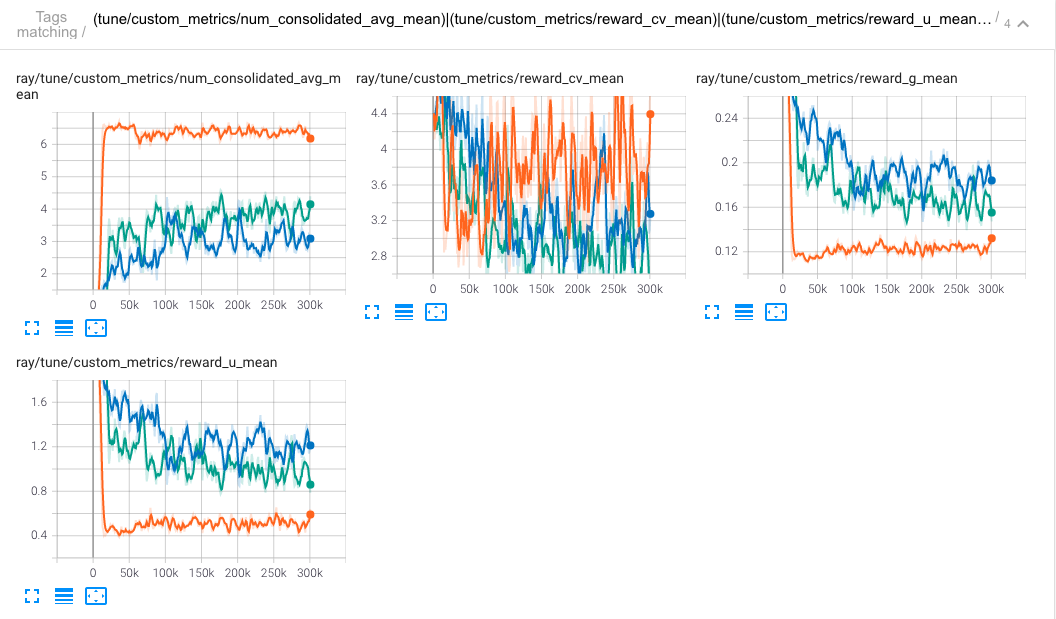 Tags matching /
(tune/custom_metrics/num_consolidated_avg_mean)|(tune/custom_metrics/reward_cv_mean)|(tune/custom_metrics/reward_u_mean… / 4
ray/tune/custom_metrics/num_consolidated_avg_m
ean
6
5
4
3
2
0 50k 100k 150k 200k 250k 300k
ray/tune/custom_metrics/reward_cv_mean
4.4
4
3.6
3.2
2.8
0 50k 100k 150k 200k 250k 300k
ray/tune/custom_metrics/reward_g_mean
0.24
0.2
0.16
0.12
0 50k 100k 150k 200k 250k 300k
ray/tune/custom_metrics/reward_u_mean
1.6
1.2
0.8
0.4
0 50k 100k 150k 200k 250k 300k